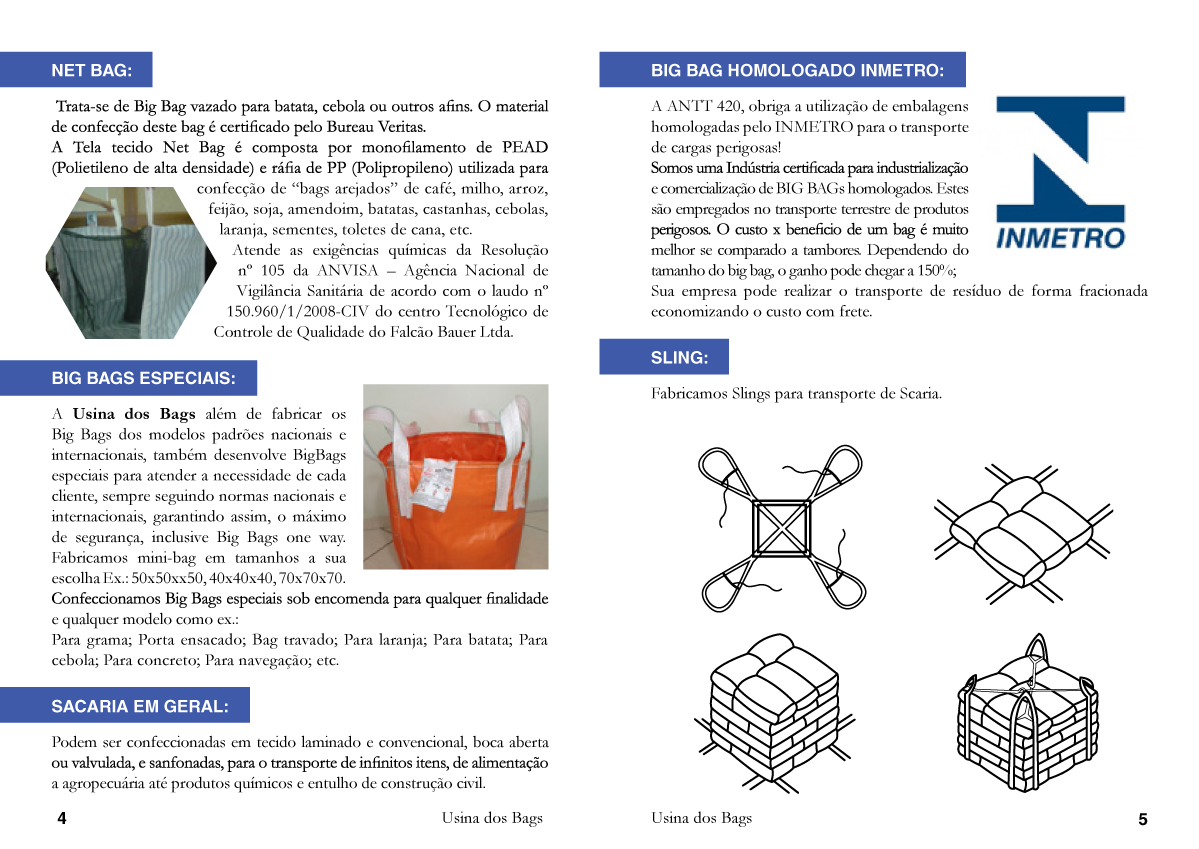 NET BAG:
Trata-se de Big Bag vazado para batata, cebola ou outros afins. O material
de confecção deste bag é certificado pelo Bureau Veritas.
A Tela tecido Net Bag é composta por monofilamento de PEAD
(Polietileno de alta densidade) e ráfia de PP (Polipropileno) utilizada para
confecção de “bags arejados” de café, milho, arroz,
feijão, soja, amendoim, batatas, castanhas, cebolas,
laranja, sementes, toletes de cana, etc.
Atende as exigências químicas da Resolução
nº 105 da ANVISA – Agência Nacional de
Vigilância Sanitária de acordo com o laudo nº
150.960/1/2008-CIV do centro Tecnológico de
Controle de Qualidade do Falcão Bauer Ltda.
BIG BAGS ESPECIAIS:
A Usina dos Bags além de fabricar os
Big Bags dos modelos padrões nacionais e
internacionais, também desenvolve BigBags
especiais para atender a necessidade de cada
cliente, sempre seguindo normas nacionais e
internacionais, garantindo assim, o máximo
de segurança, inclusive Big Bags one way.
Fabricamos mini-bag em tamanhos a sua
escolha Ex.: 50x50xx50, 40x40x40, 70x70x70.
Confeccionamos Big Bags especiais sob encomenda para qualquer finalidade
e qualquer modelo como ex.:
Para grama; Porta ensacado; Bag travado; Para laranja; Para batata; Para
cebola; Para concreto; Para navegação; etc.
SACARIA EM GERAL:
Podem ser confeccionadas em tecido laminado e convencional, boca aberta
ou valvulada, e sanfonadas, para o transporte de infinitos itens, de alimentação
a agropecuária até produtos químicos e entulho de construção civil.
4
Usina dos Bags
BIG BAG HOMOLOGADO INMETRO:
A ANTT 420, obriga a utilização de embalagens
homologadas pelo INMETRO para o transporte
de cargas perigosas!
Somos uma Indústria certificada para industrialização
e comercialização de BIG BAGs homologados. Estes
são empregados no transporte terrestre de produtos
perigosos. O custo x beneficio de um bag é muito
melhor se comparado a tambores. Dependendo do
tamanho do big bag, o ganho pode chegar a 150%;
Sua empresa pode realizar o transporte de resíduo de forma fracionada
economizando o custo com frete.
INMETRO
SLING:
Fabricamos Slings para transporte de Scaria.
Usina dos Bags
5